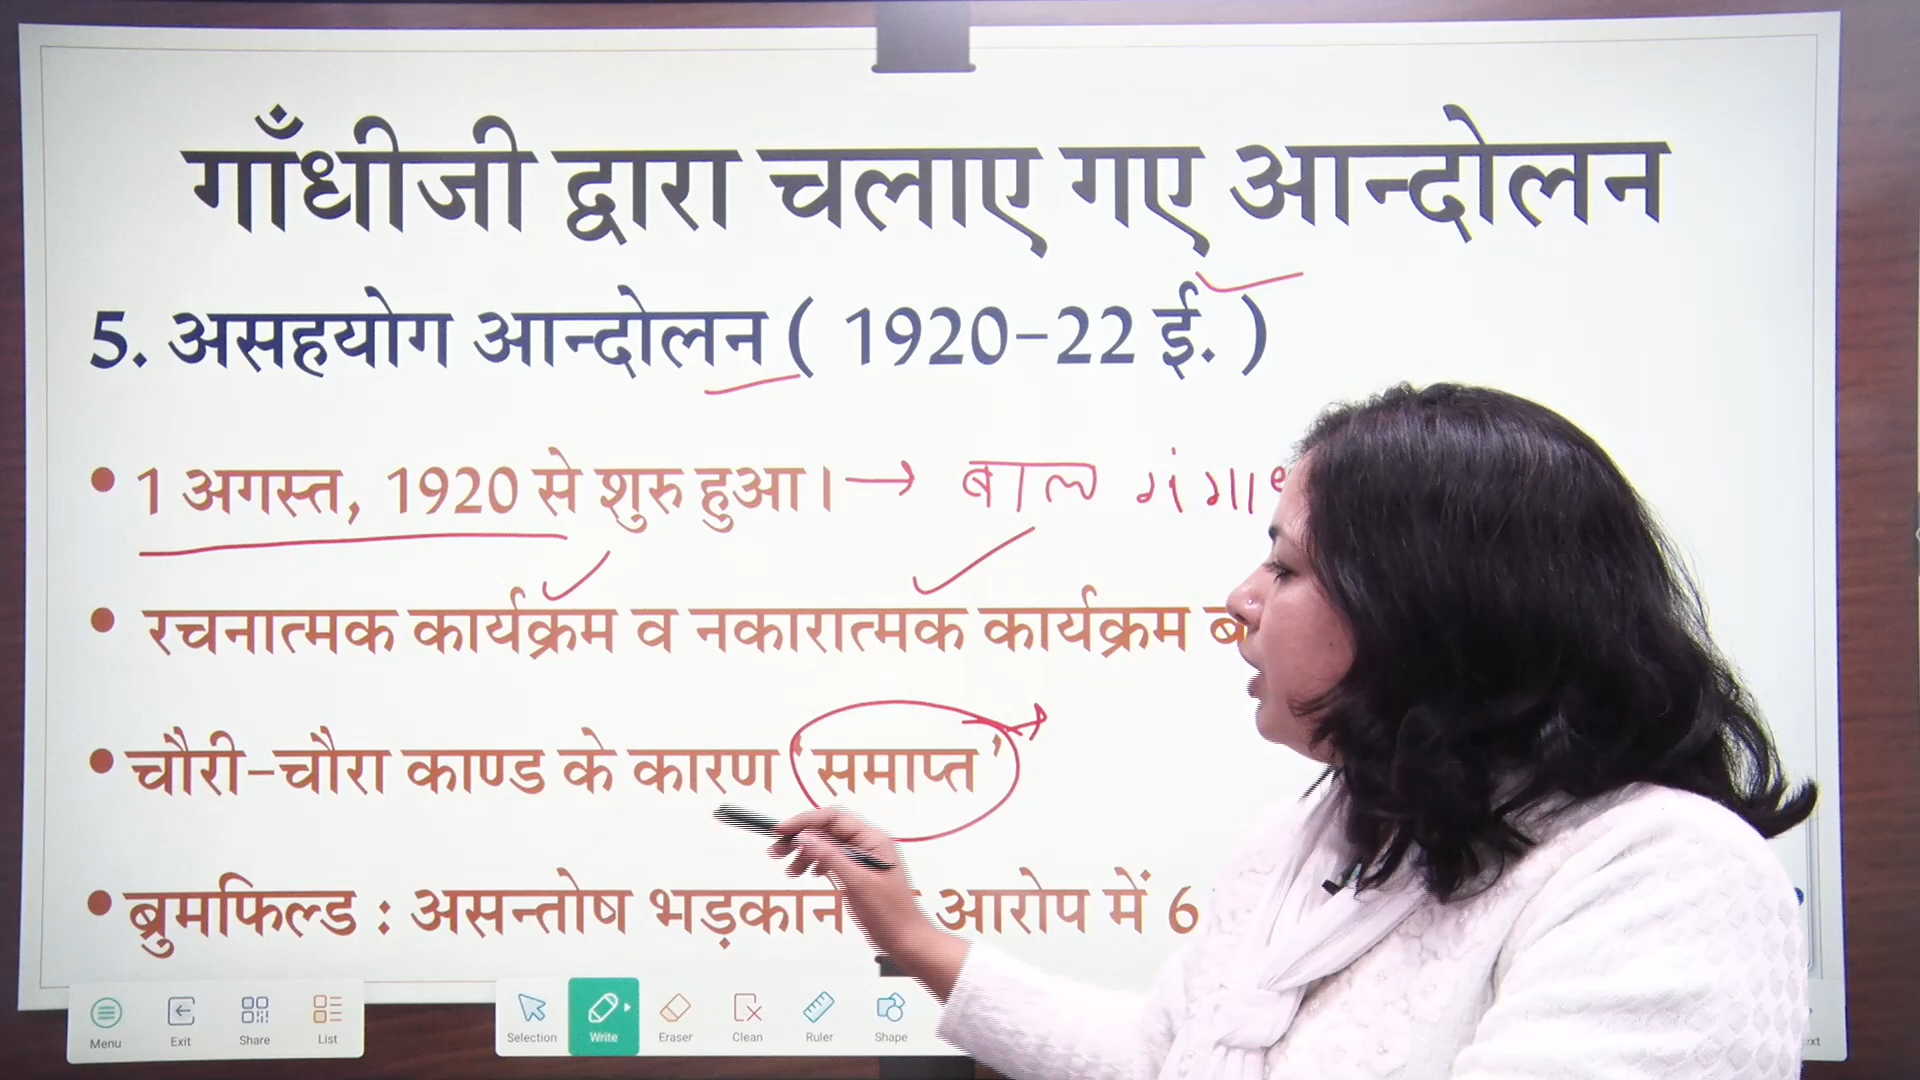 गाँधीजी द्वारा चलाए गए आन्दोलन
5. असहयोग आन्दोलन ( 1920-22 ई. )
• 1 अगस्त, 1920 से शुरु हुआ। → बाल गंगा
• रचनात्मक कार्यक्रम व नकारात्मक कार्यक्रम
• चौरी-चौरा काण्ड के कारण 'समाप्त'
• ब्रुमफिल्ड : असन्तोष भड़काने आरोप में 6
Menu Exit Share List Selection Write Eraser Clean Ruler Shape